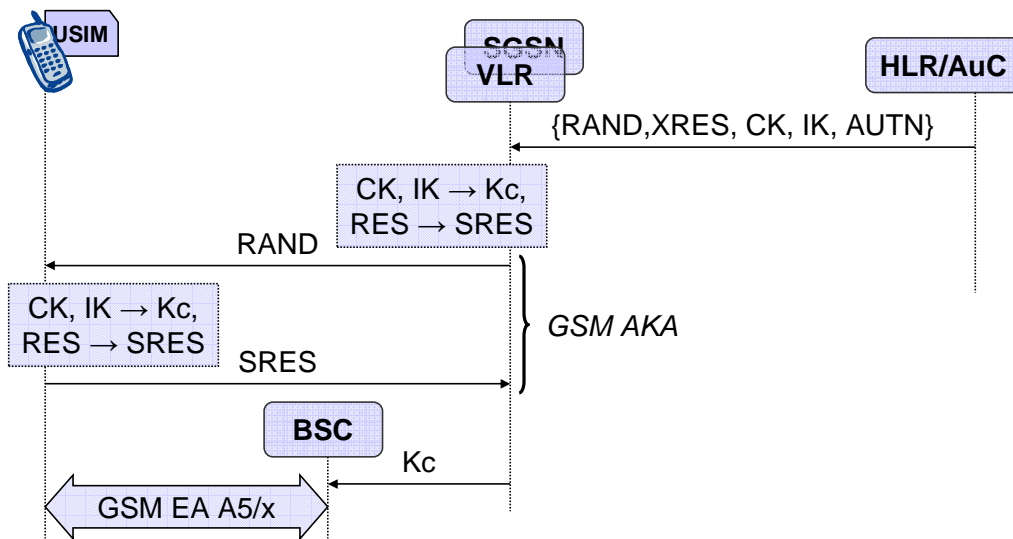 USIM
SGSN
VLR
HLR/AuC
{RAND,XRES, CK, IK, AUTN}
CK, IK → Kc,
RES → SRES
RAND
CK, IK → Kc,
RES → SRES
GSM AKA
SRES
BSC
Kc
GSM EA A5/x